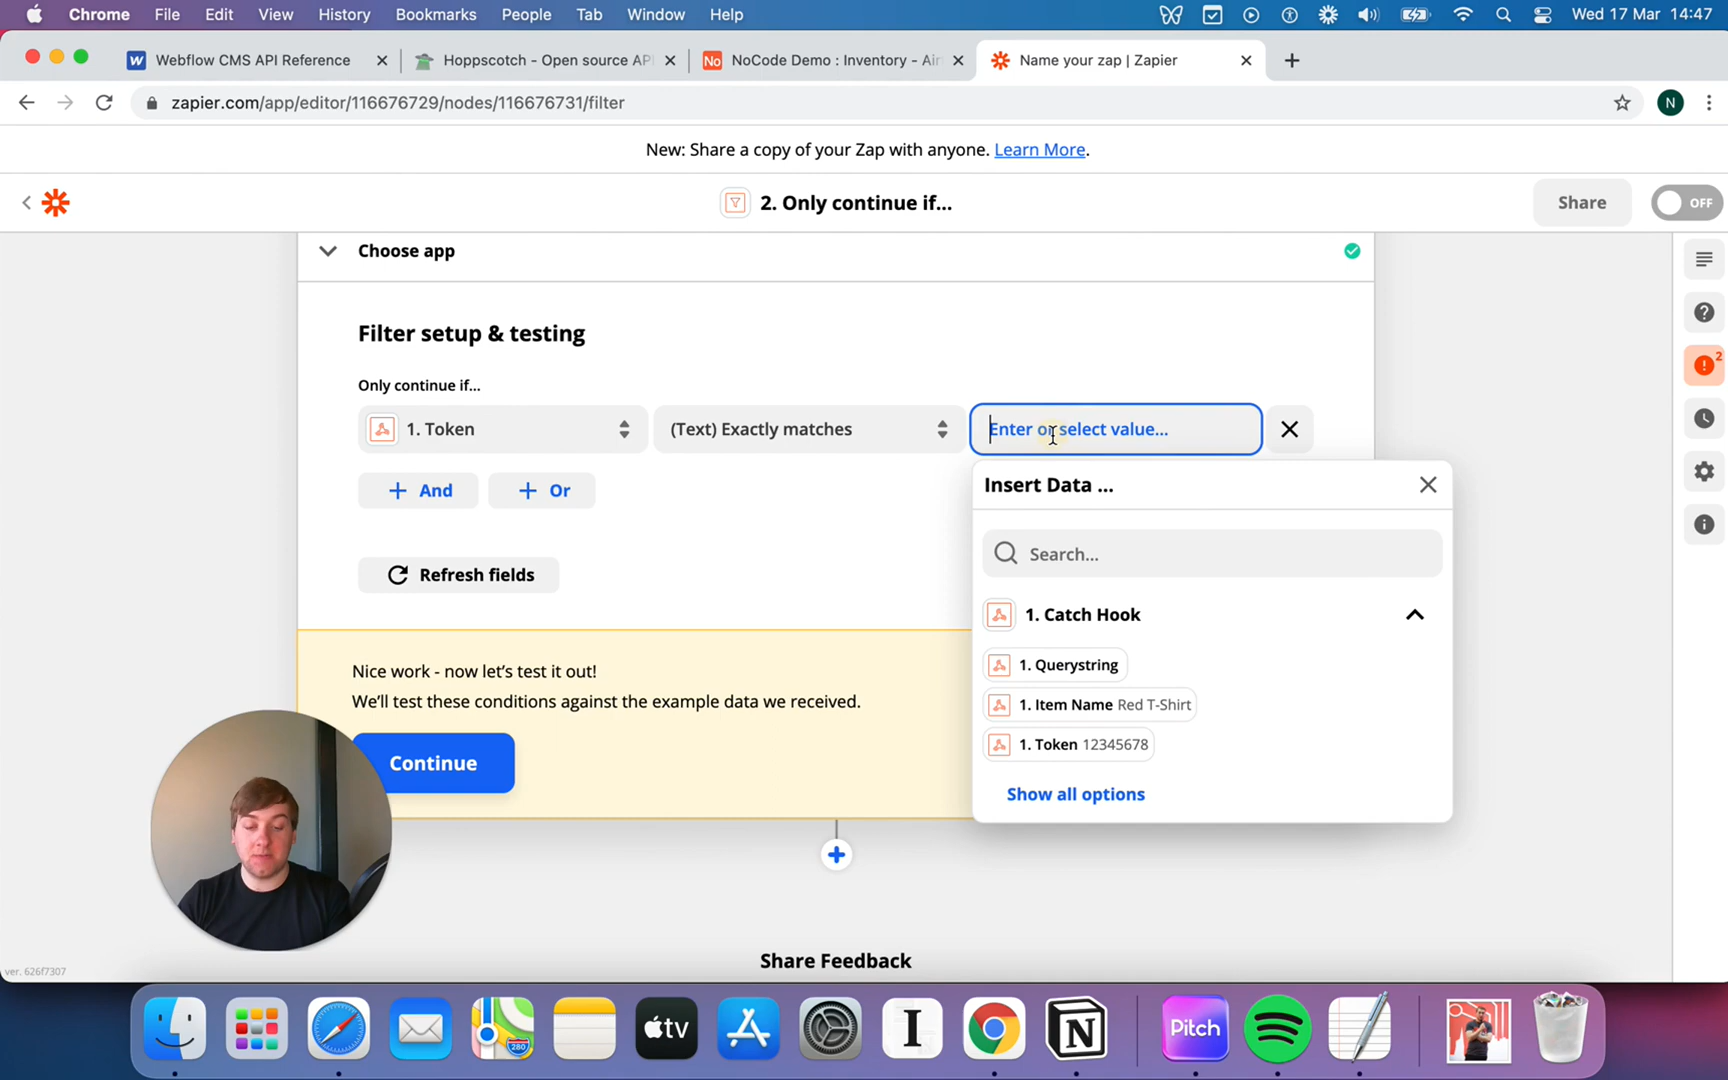 Chrome File Edit View History Bookmarks People Tab Window Help Wed 17 Mar 14:47
Webflow CMS API Reference Hoppscotch - Open source API NoCode Demo : Inventory - Air Name your zap | Zapier
zapier.com/app/editor/116676729/nodes/116676731/filter N
New: Share a copy of your Zap with anyone. Learn More.
2. Only continue if... Share OFF
Choose app
Filter setup & testing
2
Only continue if...
1. Token (Text) Exactly matches Enter or select value...
And Or
Insert Data ...
Search...
Refresh fields
1. Catch Hook
1. Querystring
1. Item Name Red T-Shirt
1. Token 12345678
Show all options
Nice work - now let's test it out!
We'll test these conditions against the example data we received.
Continue
Share Feedback
ver. 626f7307
280 tv I N Pitch